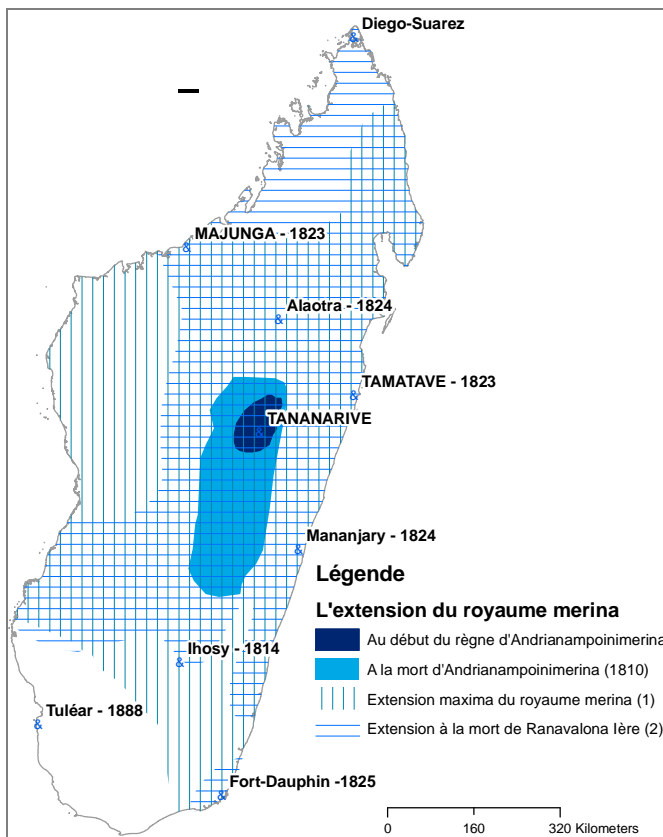 Diego-Suarez
MAJUNGA - 1823
Alaotra - 1824
TAMATAVE - 1823
TANANARIVE
Mananjary - 1824
Ihosy - 1814
Tuléar - 1888
Fort-Dauphin -1825
Légende
L'extension du royaume merina
Au début du règne d'Andrianampoinimerina
A la mort d'Andrianampoinimerina (1810)
Extension maxima du royaume merina (1)
Extension à la mort de Ranavalona Ière (2)
0 160 320 Kilometers